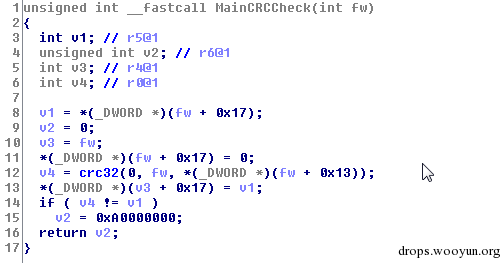 1 unsigned int __fastcall MainCRCCheck(int fw)
2 {
3 int v1; // r5@1
4 unsigned int v2; // r6@1
5 int v3; // r4@1
6 int v4; // r0@1
7
8 v1 = *(_DWORD *)(fw + 0x17);
9 v2 = 0;
10 v3 = fw;
11 *(_DWORD *)(fw + 0x17) = 0;
12 v4 = crc32(0, fw, *(_DWORD *)(fw + 0x13));
13 *(_DWORD *)(v3 + 0x17) = v1;
14 if ( v4 != v1 )
15 v2 = 0xA0000000;
16 return v2;
17 }
drops.wooyun.org